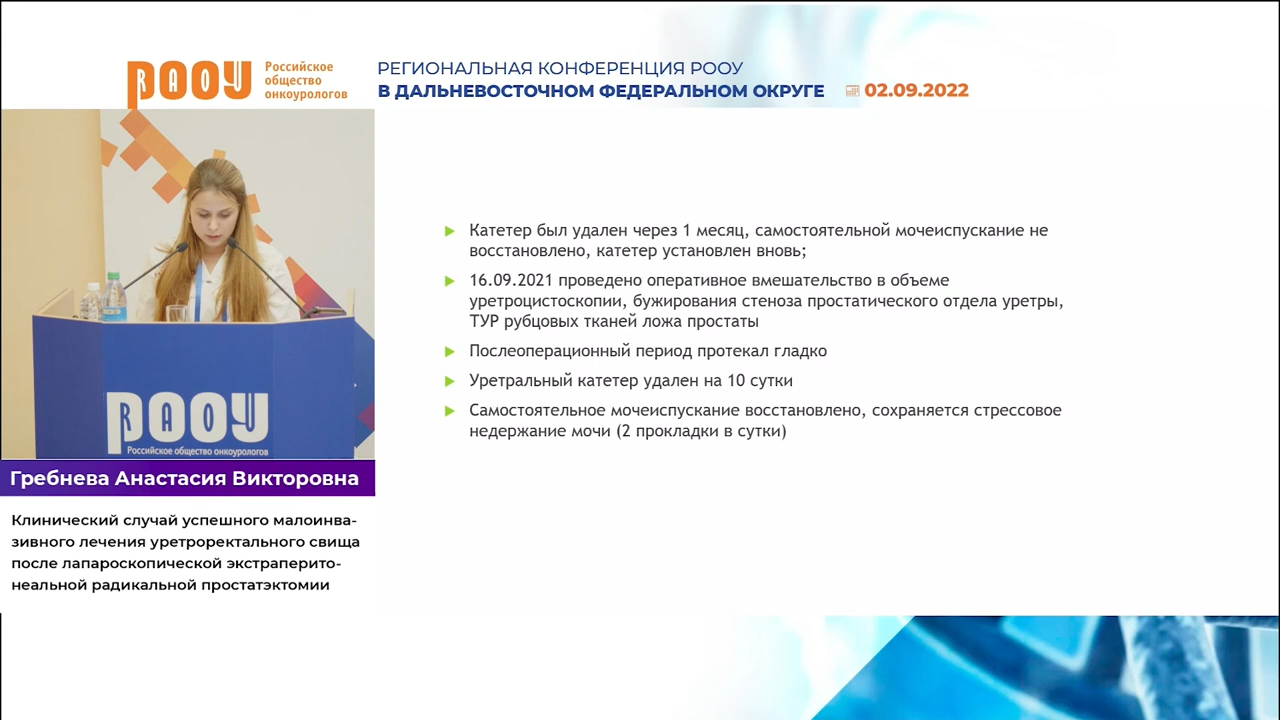 РООУ
RAOU
Российское
общество
онкоурологов
РЕГИОНАЛЬНАЯ КОНФЕРЕНЦИЯ РООУ
В ДАЛЬНЕВОСТОЧНОМ ФЕДЕРАЛЬНОМ ОКРУГЕ
02.09.2022
РООУ
RAOU
Российское общество онкоурологов
Гребнева Анастасия Викторовна
Клинический случай успешного малоинва-
зивного лечения уретроректального свища
после лапароскопической экстраперито-
неальной радикальной простатэктомии
Катетер был удален через 1 месяц, самостоятельной мочеиспускание не
восстановлено, катетер установлен вновь;
16.09.2021 проведено оперативное вмешательство в объеме
уретроцистоскопии, бужирования стеноза простатического отдела уретры,
ТУР рубцовых тканей ложа простаты
Послеоперационный период протекал гладко
Уретральный катетер удален на 10 сутки
Самостоятельное мочеиспускание восстановлено, сохраняется стрессовое
недержание мочи (2 прокладки в сутки)